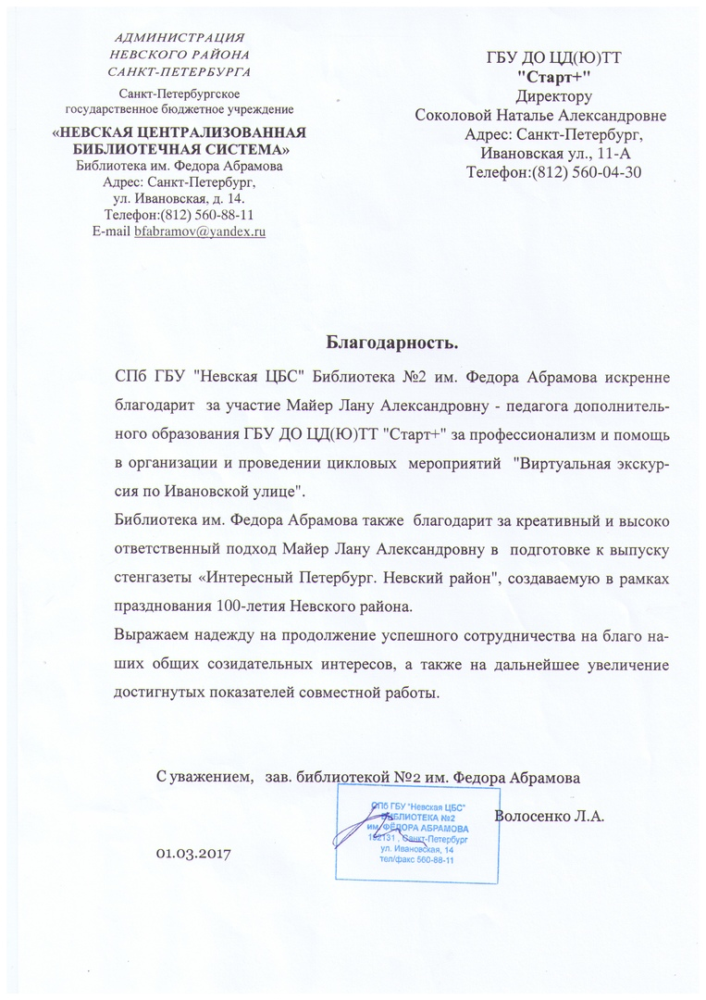 АДМИНИСТРАЦИЯ
НЕВСКОГО РАЙОНА
САНКТ-ПЕТЕРБУРГА
Санкт-Петербургское
государственное бюджетное учреждение
«НЕВСКАЯ ЦЕНТРАЛИЗОВАННАЯ
БИБЛИОТЕЧНАЯ СИСТЕМА»
Библиотека им. Федора Абрамова
Адрес: Санкт-Петербург,
ул. Ивановская, д. 14.
Телефон:(812) 560-88-11
E-mail bfabramov@yandex.ru
ГБУ ДО ЦД(Ю)ТТ
"Старт+"
Директору
Соколовой Наталье Александровне
Адрес: Санкт-Петербург,
Ивановская ул., 11-А
Телефон:(812) 560-04-30
Благодарность.
СПб ГБУ "Невская ЦБС" Библиотека №2 им. Федора Абрамова искренне
благодарит за участие Майер Лану Александровну - педагога дополнитель-
ного образования ГБУ ДО ЦД(Ю)ТТ "Старт+" за профессионализм и помощь
в организации и проведении цикловых мероприятий "Виртуальная экскур-
сия по Ивановской улице".
Библиотека им. Федора Абрамова также благодарит за креативный и высоко
ответственный подход Майер Лану Александровну в подготовке к выпуску
стенгазеты «Интересный Петербург. Невский район", создаваемую в рамках
празднования 100-летия Невского района.
Выражаем надежду на продолжение успешного сотрудничества на благо на-
ших общих созидательных интересов, а также на дальнейшее увеличение
достигнутых показателей совместной работы.
С уважением, зав. библиотекой №2 им. Федора Абрамова
Волосенко Л.А.
СПб ГБУ "Невская ЦБС"
БИБЛИОТЕКА №2
им. ФЁДОРА АБРАМОВА
192131 , Санкт-Петербург
ул. Ивановская, 14
тел/факс 560-88-11
01.03.2017